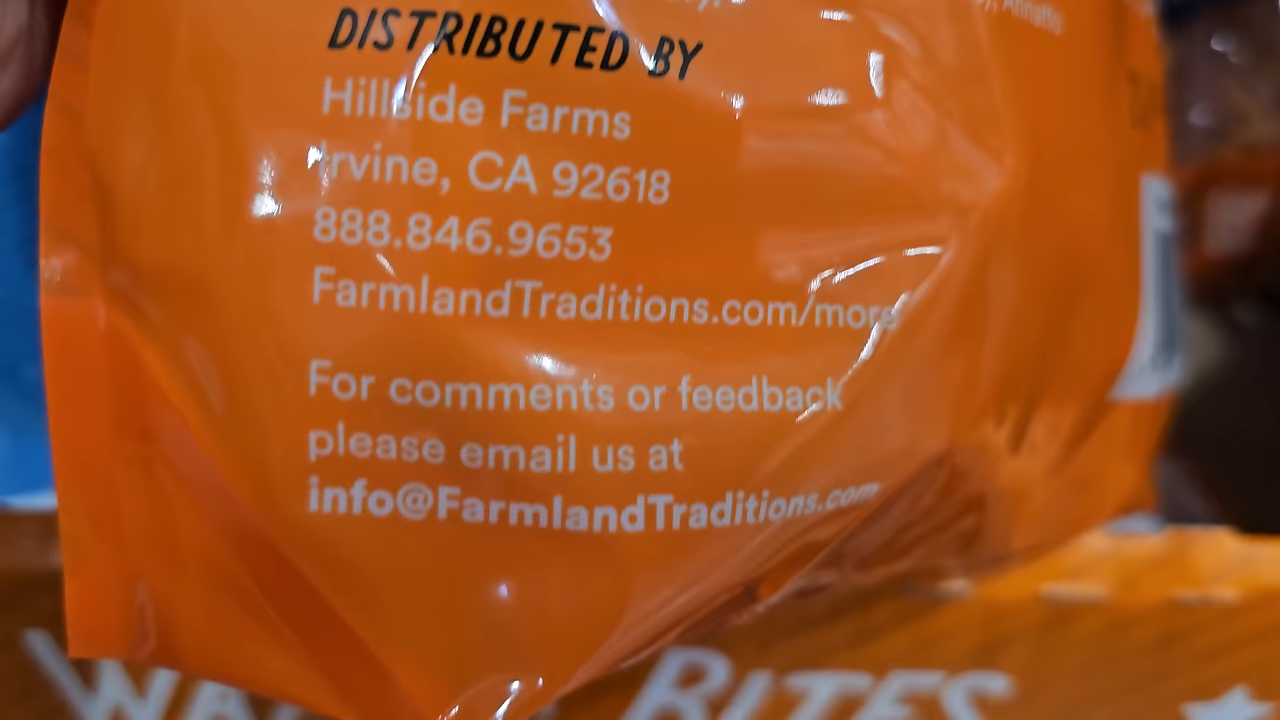 Annatto
DISTRIBUTED BY
Hillside Farms
Irvine, CA 92618
888.846.9653
FarmlandTraditions.com/more
For comments or feedback
please email us at
info@FarmlandTraditions.com
BITES